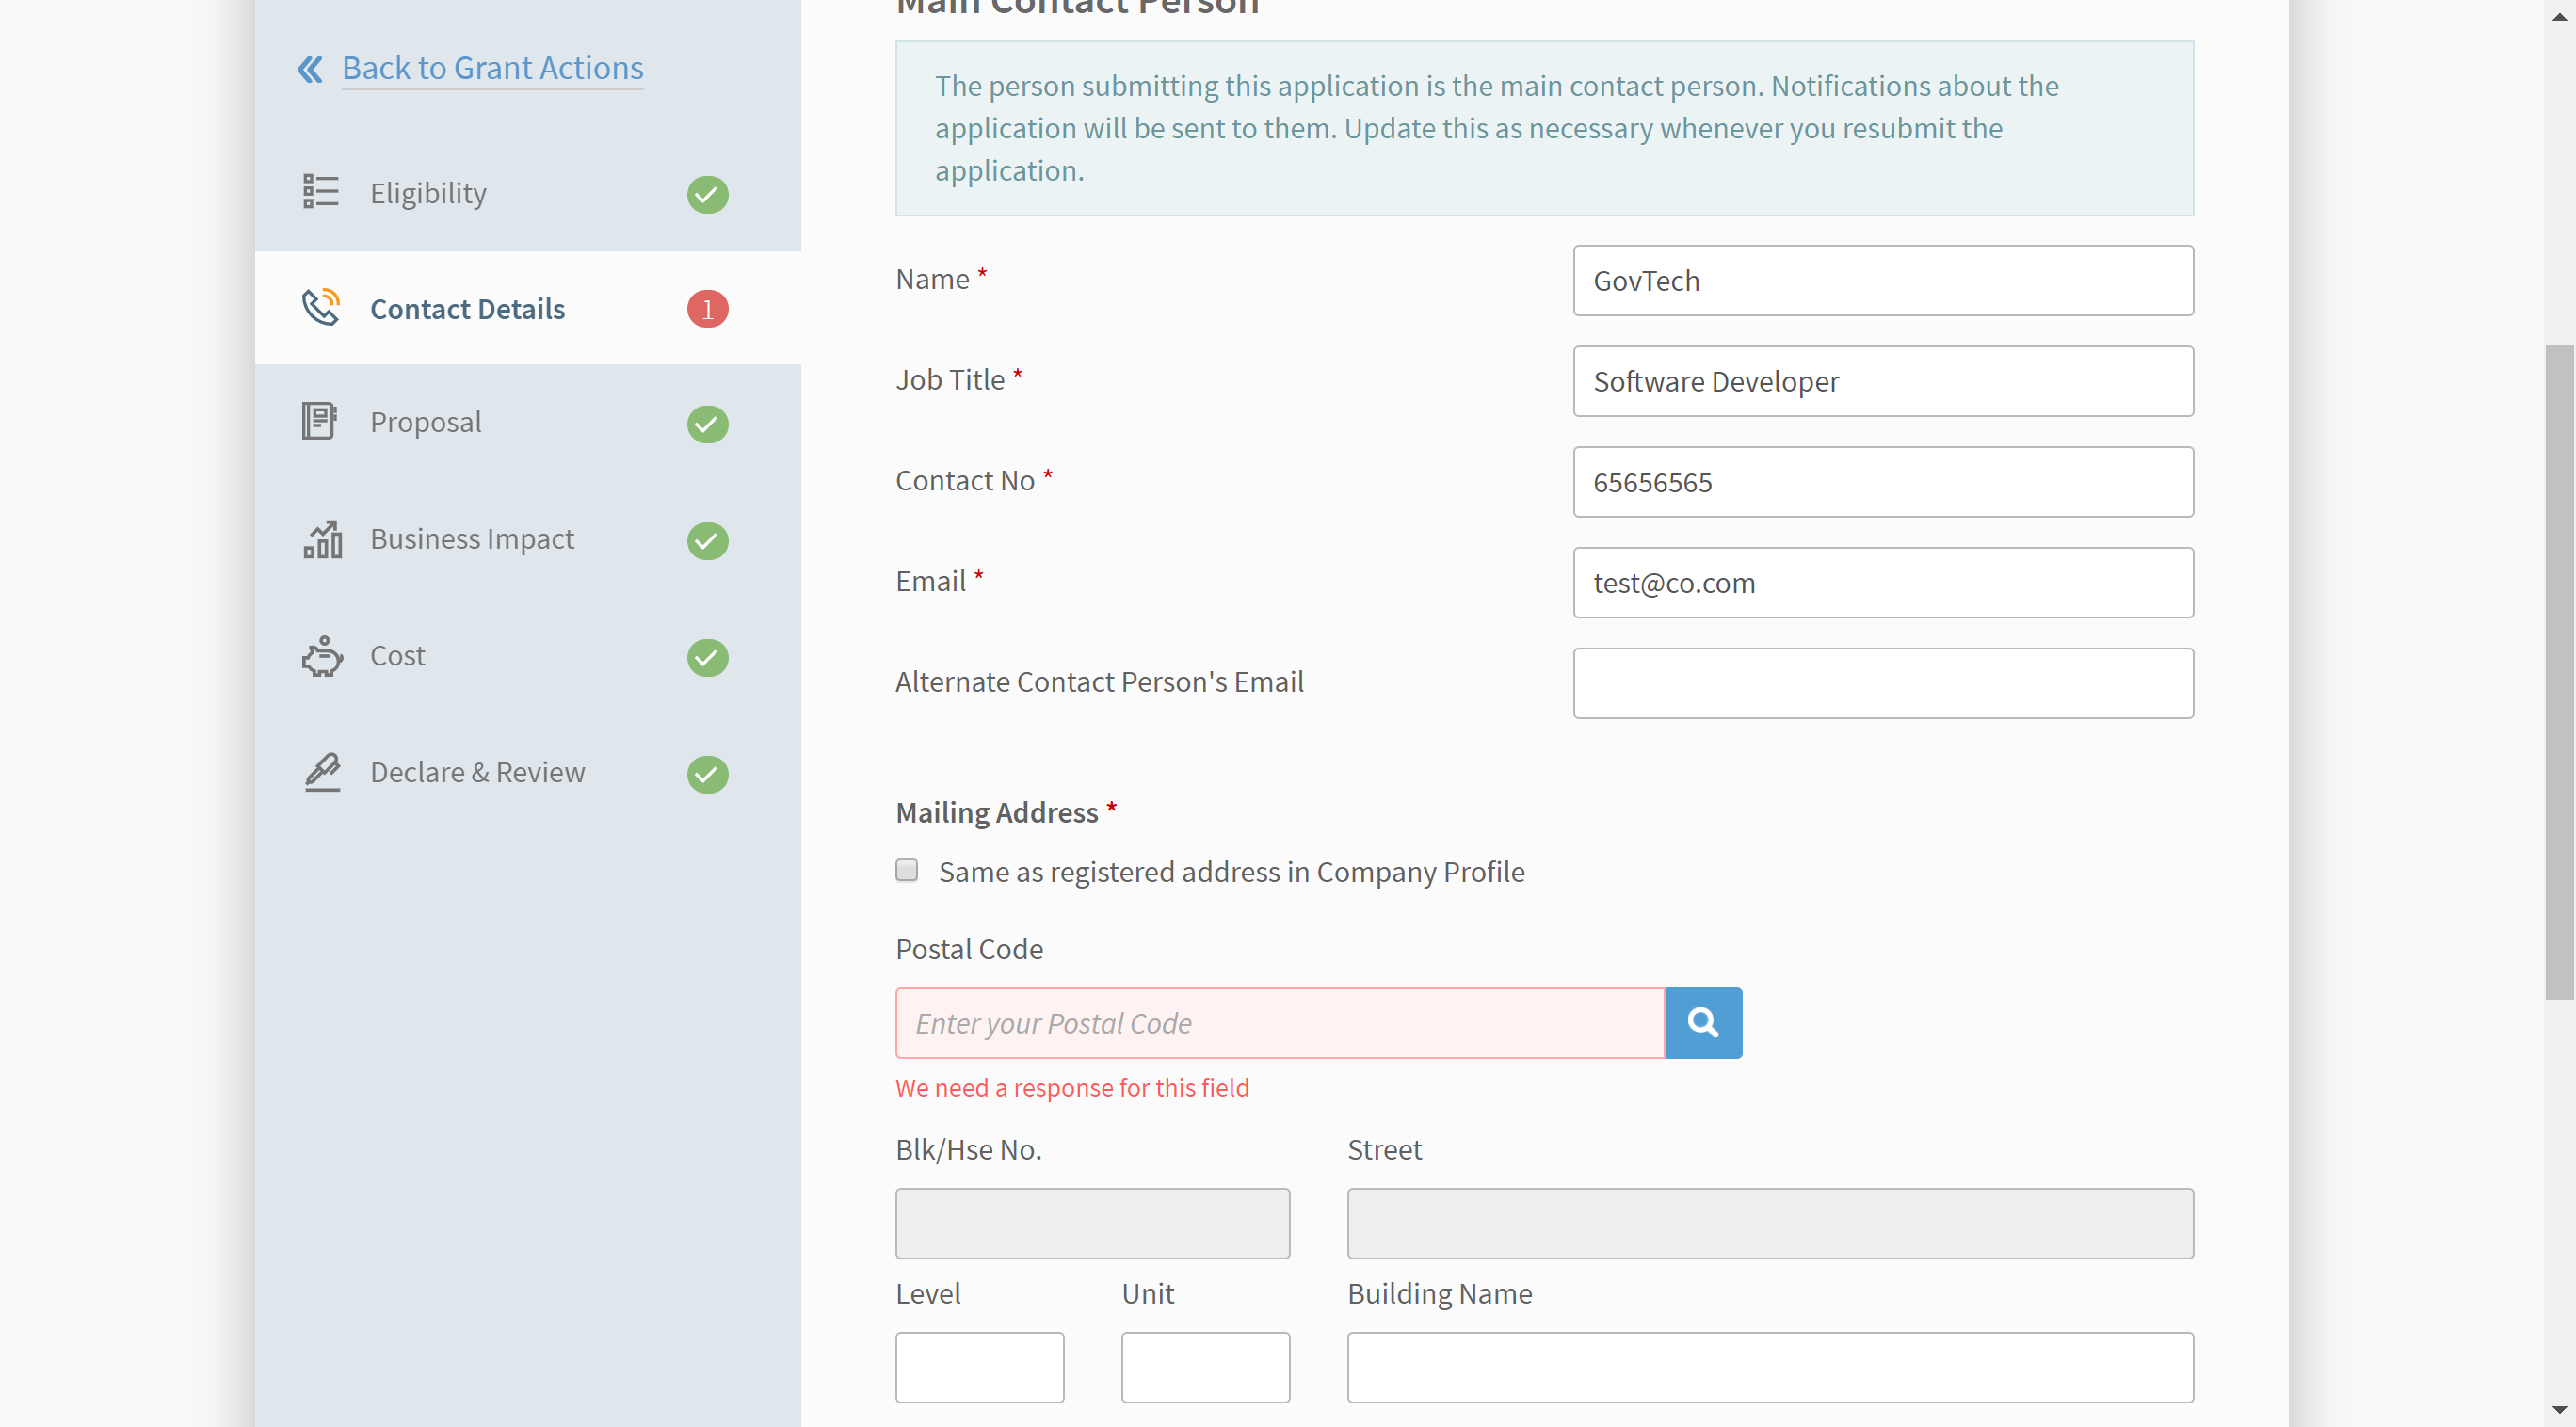 Main Contact Person
Back to Grant Actions
Eligibility
Contact Details 1
Proposal
Business Impact
Cost
Declare & Review
The person submitting this application is the main contact person. Notifications about the
application will be sent to them. Update this as necessary whenever you resubmit the
application.
Name * GovTech
Job Title * Software Developer
Contact No * 65656565
Email * test@co.com
Alternate Contact Person's Email
Mailing Address *
Same as registered address in Company Profile
Postal Code
Enter your Postal Code
We need a response for this field
Blk/Hse No. Street
Level Unit Building Name